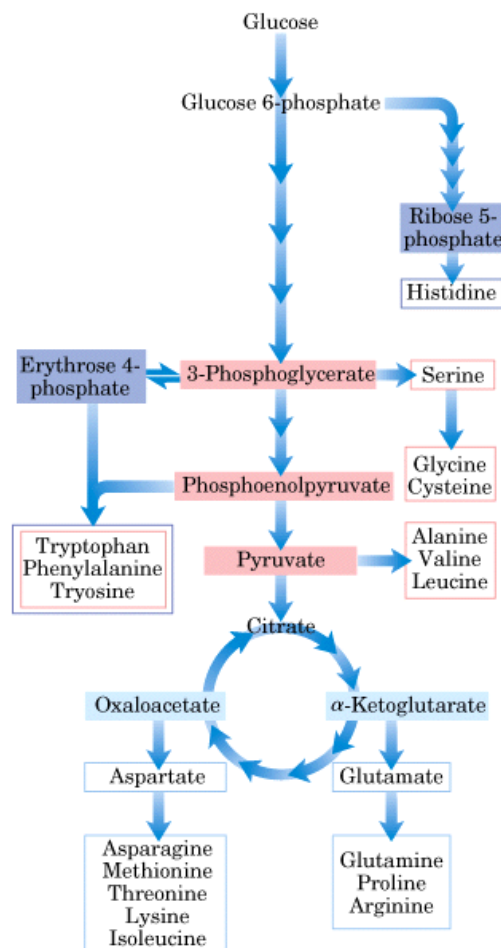 Glucose
Glucose 6-phosphate
Ribose 5-
phosphate
Histidine
Erythrose 4-
phosphate
3-Phosphoglycerate
Serine
Glycine
Cysteine
Phosphoenolpyruvate
Tryptophan
Phenylalanine
Tryosine
Pyruvate
Alanine
Valine
Leucine
Citrate
Oxaloacetate
α-Ketoglutarate
Aspartate
Glutamate
Asparagine
Methionine
Threonine
Lysine
Isoleucine
Glutamine
Proline
Arginine